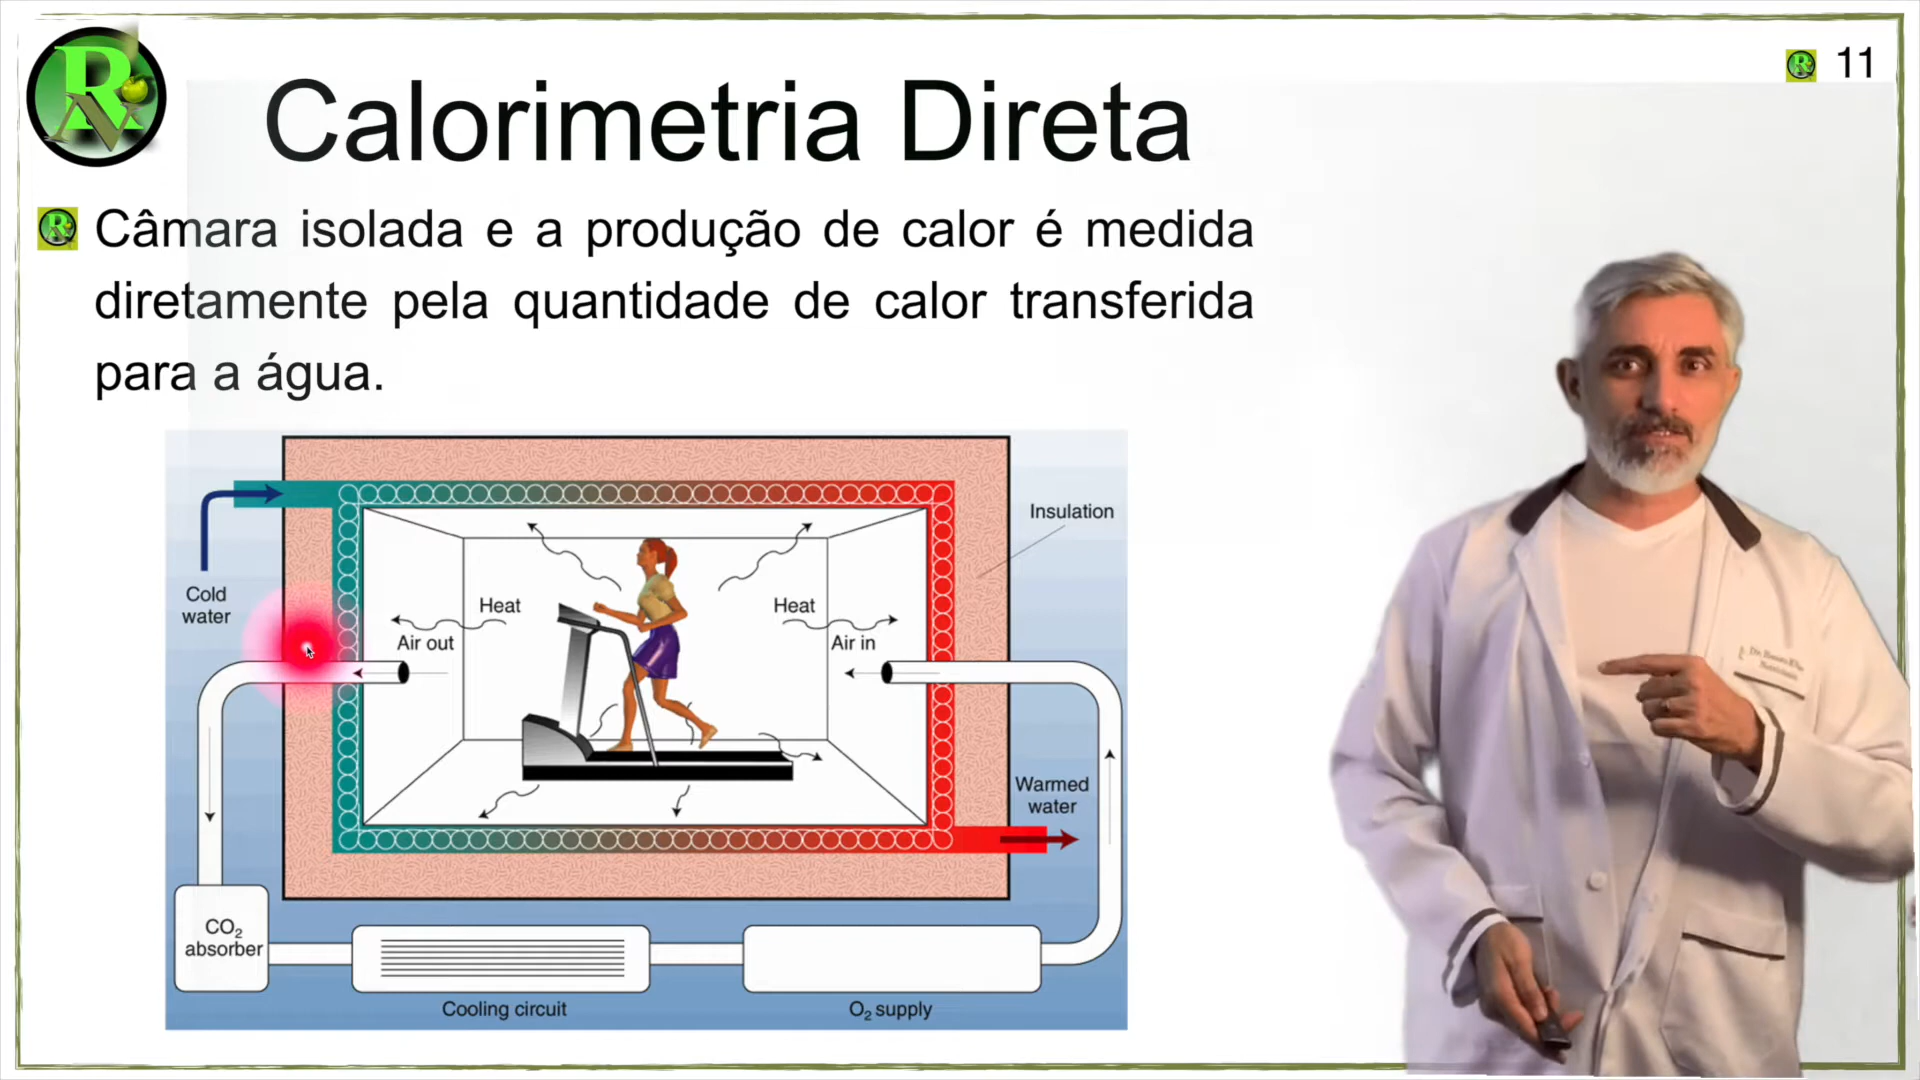 11
Calorimetria Direta
Câmara isolada e a produção de calor é medida
diretamente pela quantidade de calor transferida
para a água.
Insulation
Cold
water
Heat
Heat
Air out
Air in
Warmed
water
CO₂
absorber
Cooling circuit
O₂ supply